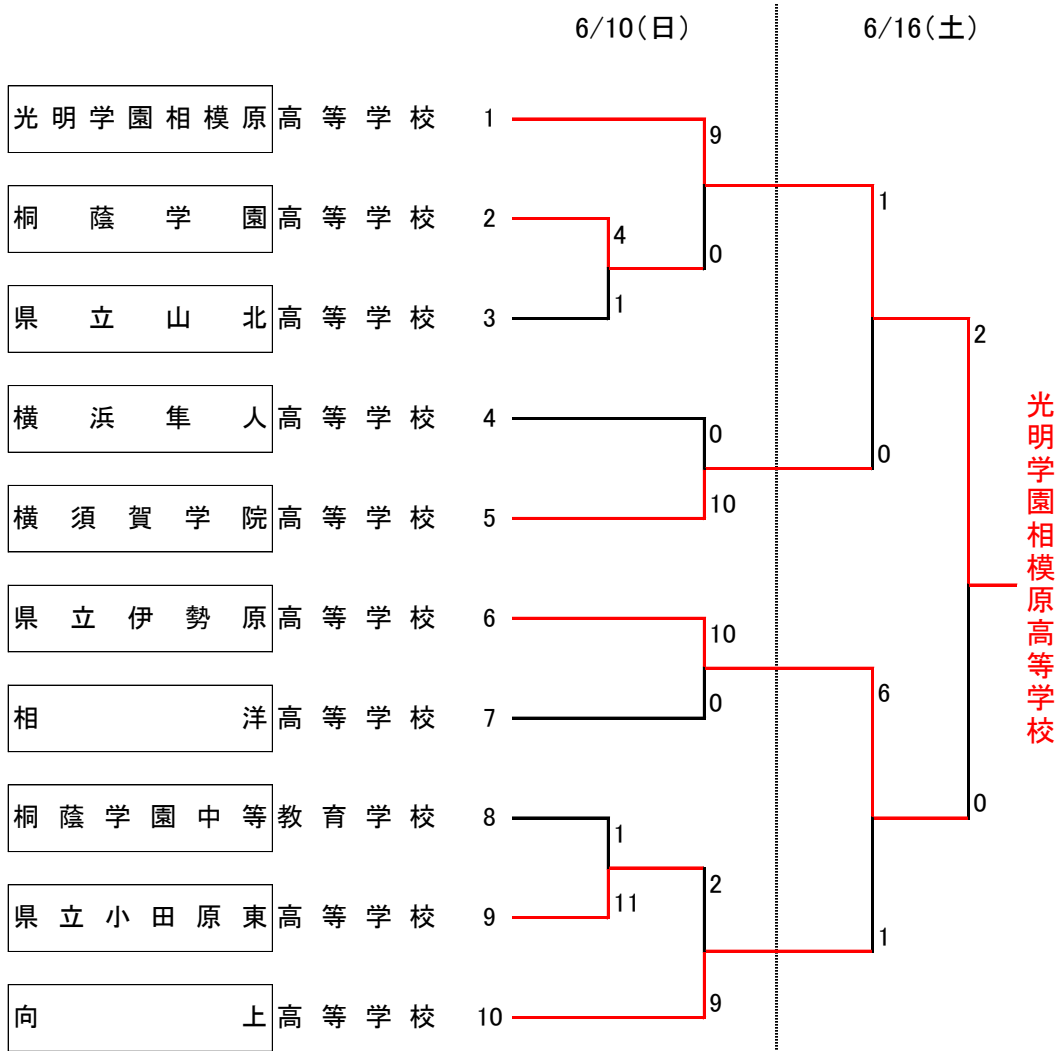 6/10(日) 6/16(土)
光明学園相模原高等学校 1
9
1
桐蔭学園高等学校 2
4
0
県立山北高等学校 3
1
2
横浜隼人高等学校 4
0
0
横須賀学院高等学校 5
10
光明学園相模原高等学校
県立伊勢原高等学校 6
10
6
相洋高等学校 7
0
桐蔭学園中等教育学校 8
1
0
県立小田原東高等学校 9
11
2
1
向上高等学校 10
9